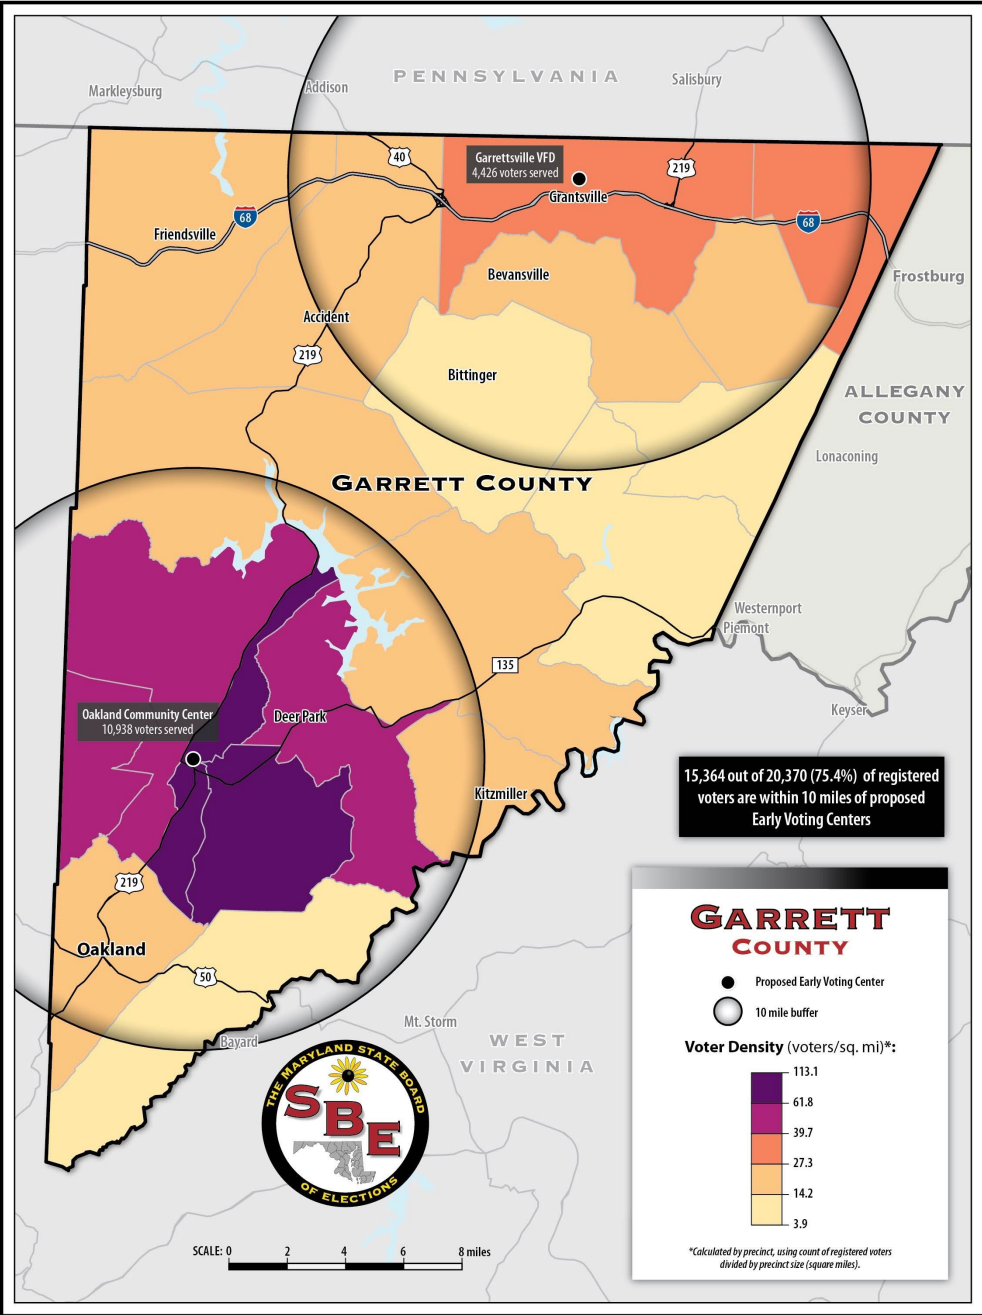 PENNSYLVANIA
Markleysburg
Addison
Salisbury
40
Garrettsville VFD
4,426 voters served
219
Grantsville
68
68
Friendsville
Bevansville
Frostburg
Accident
219
Bittinger
ALLEGANY
COUNTY
Lonaconing
GARRETT COUNTY
Westernport
Piemont
135
Keyser
Oakland Community Center
10,938 voters served
Deer Park
Kitzmiller
15,364 out of 20,370 (75.4%) of registered
voters are within 10 miles of proposed
Early Voting Centers
219
Oakland
50
Bayard
Mt. Storm
WEST
VIRGINIA
GARRETT
COUNTY
Proposed Early Voting Center
10 mile buffer
Voter Density (voters/sq. mi)*:
113.1
61.8
39.7
27.3
14.2
3.9
*Calculated by precinct, using count of registered voters
divided by precinct size (square miles).
THE MARYLAND STATE BOARD
SBE
OF ELECTIONS
SCALE: 0 2 4 6 8 miles